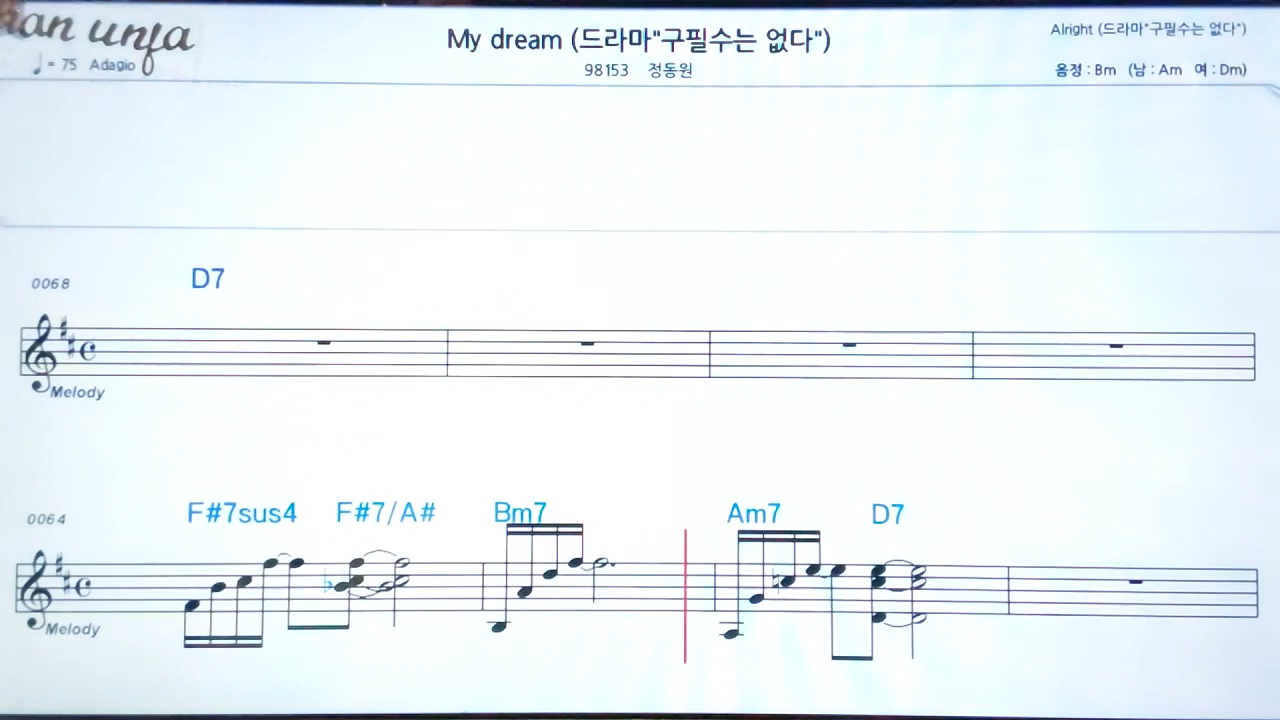 unfa
♩ = 75 Adagio
My dream (드라마"구필수는 없다")
98153 정동원
Alright (드라마"구필수는 없다")
음정 : Bm (남 : Am 여 : Dm)
0068
D7
Melody
0064
F#7sus4 F#7/A# Bm7 Am7 D7
Melody